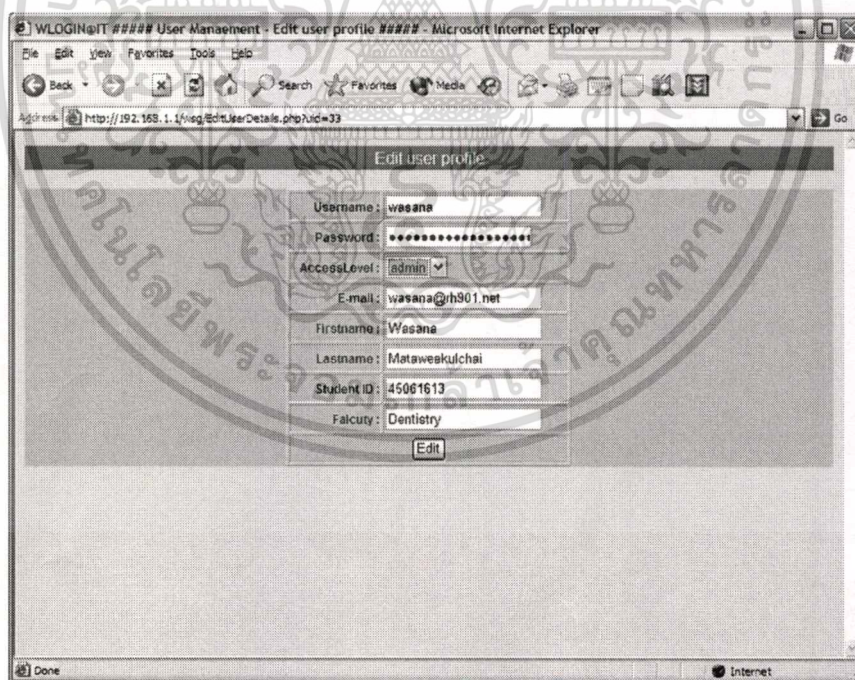 WLOGIN@IT ##### User Manaement - Edit user profile ##### - Microsoft Internet Explorer
File Edit View Favorites Tools Help
Back Search Favorites Media
Address http://192.168.1.1/wsg/EditUserDetails.php?uid=33 Go
Edit user profile
Username : wasana
Password : ••••••••••••••••••
AccessLevel : admin
E-mail : wasana@rh901.net
Firstname : Wasana
Lastname : Mataweekulchai
Student ID : 45061613
Falcuty : Dentistry
Edit
Done Internet